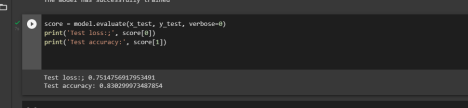 The model has successfully trained
score = model.evaluate(x_test, y_test, verbose=0)
print('Test loss:;', score[0])
print('Test accuracy:', score[1])
Test loss:; 0.7514756917953491
Test accuracy: 0.830299973487854